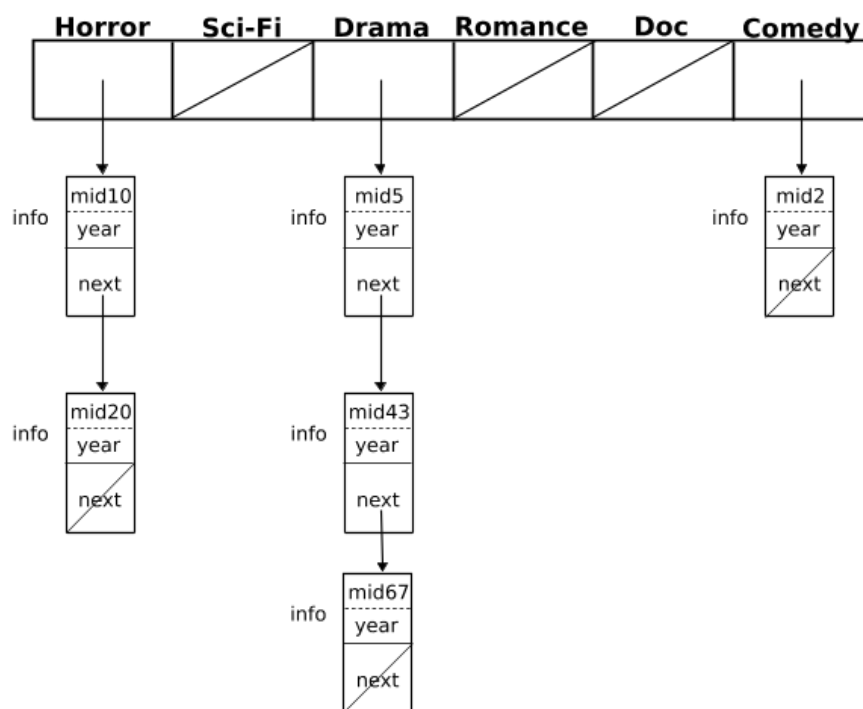 Horror Sci-Fi Drama Romance Doc Comedy
mid10 mid5 mid2
info info info
year year year
next next next
mid20 mid43
info info
year year
next next
mid67
info
year
next